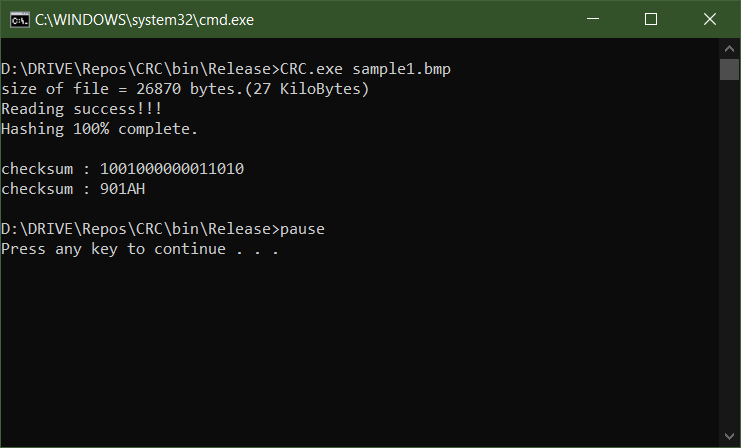 C:\WINDOWS\system32\cmd.exe
D:\DRIVE\Repos\CRC\bin\Release>CRC.exe sample1.bmp
size of file = 26870 bytes.(27 KiloBytes)
Reading success!!!
Hashing 100% complete.
checksum : 1001000000011010
checksum : 901AH
D:\DRIVE\Repos\CRC\bin\Release>pause
Press any key to continue . . .